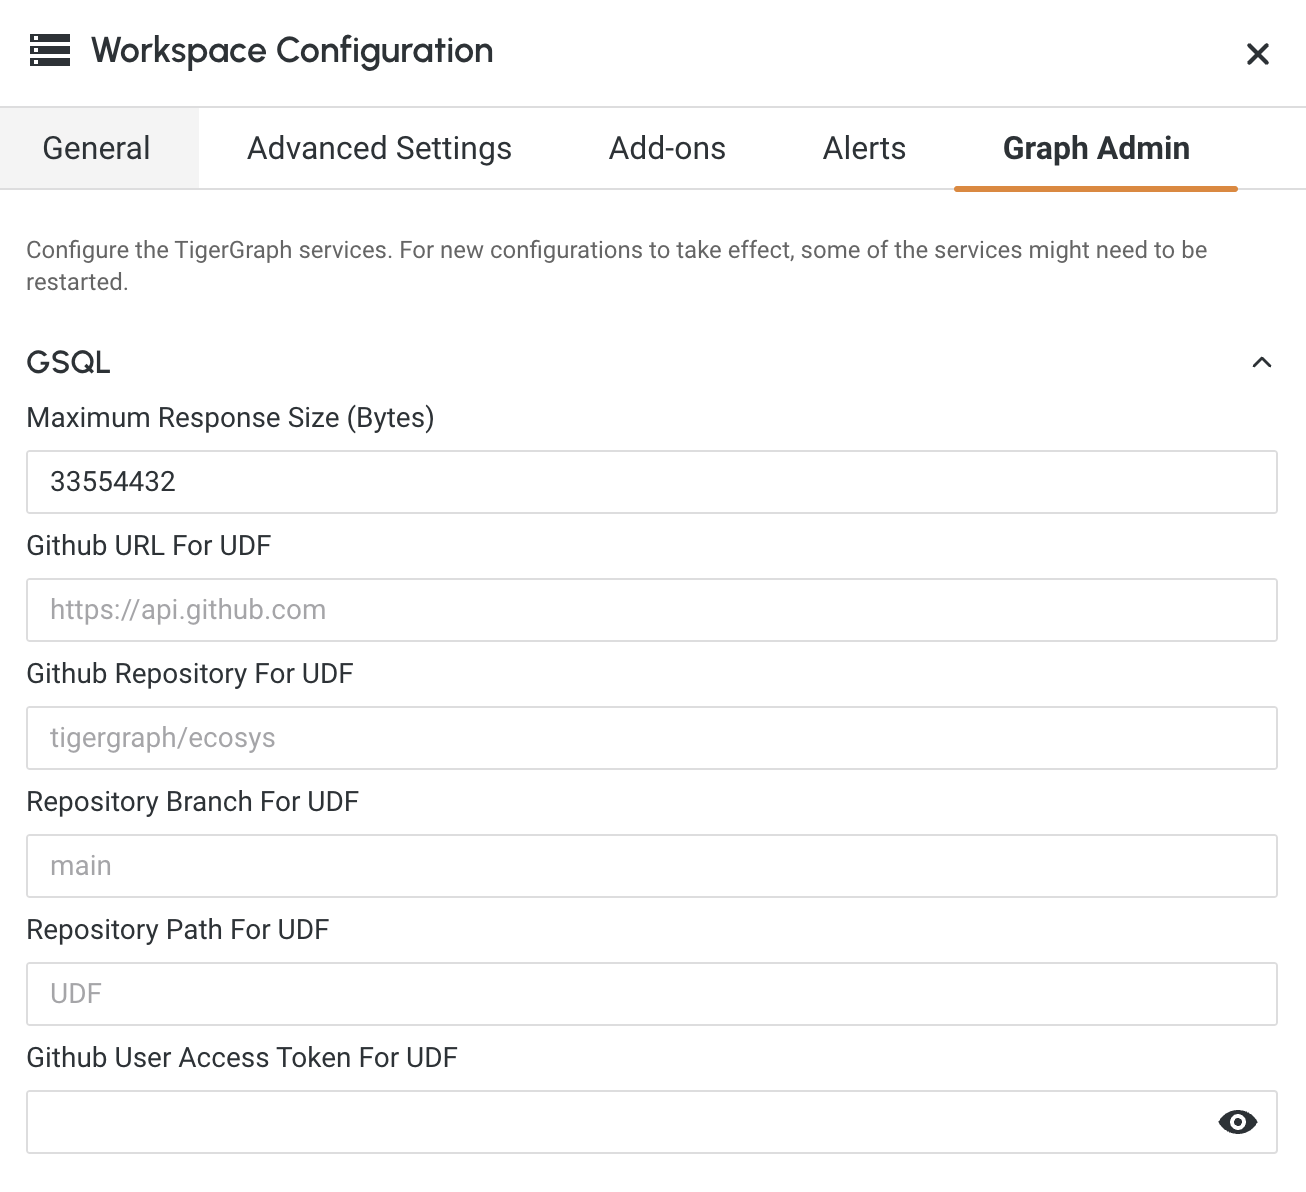 Workspace Configuration
General
Advanced Settings
Add-ons
Alerts
Graph Admin
Configure the TigerGraph services. For new configurations to take effect, some of the services might need to be
restarted.
GSQL
Maximum Response Size (Bytes)
33554432
Github URL For UDF
https://api.github.com
Github Repository For UDF
tigergraph/ecosys
Repository Branch For UDF
main
Repository Path For UDF
UDF
Github User Access Token For UDF